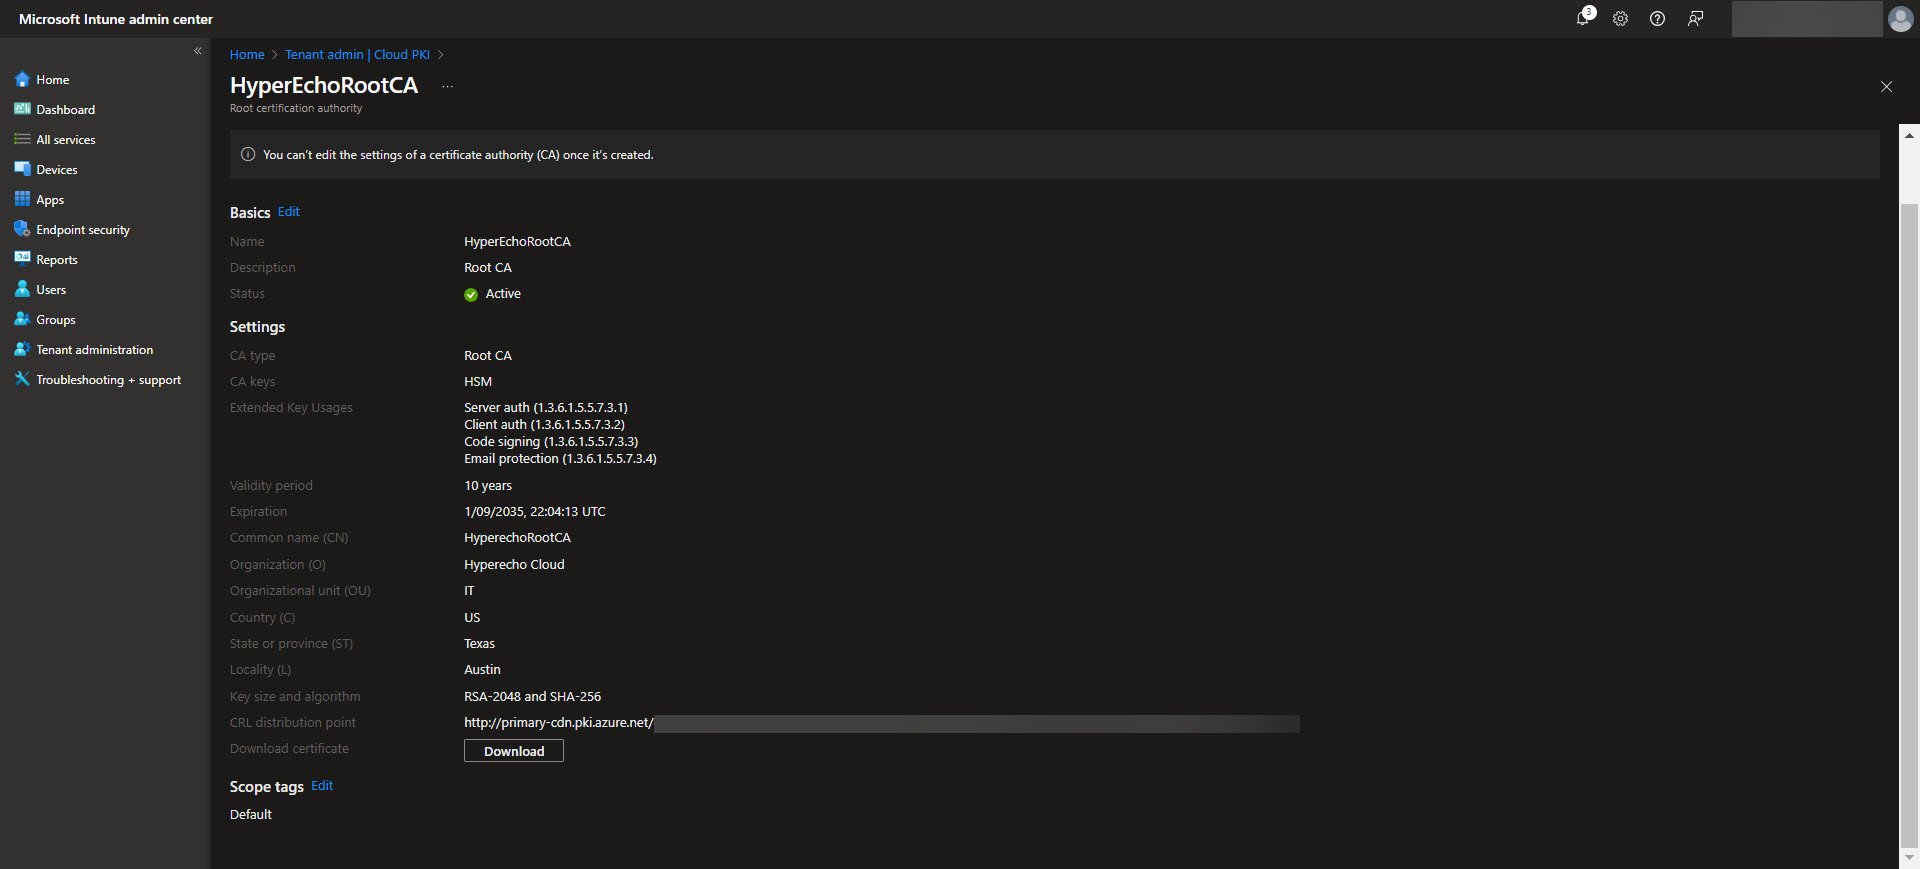 Microsoft Intune admin center
3
«
Home
Dashboard
All services
Devices
Apps
Endpoint security
Reports
Users
Groups
Tenant administration
Troubleshooting + support
Home > Tenant admin | Cloud PKI >
HyperEchoRootCA ...
Root certification authority
You can't edit the settings of a certificate authority (CA) once it's created.
Basics Edit
Name HyperEchoRootCA
Description Root CA
Status Active
Settings
CA type Root CA
CA keys HSM
Extended Key Usages Server auth (1.3.6.1.5.5.7.3.1)
Client auth (1.3.6.1.5.5.7.3.2)
Code signing (1.3.6.1.5.5.7.3.3)
Email protection (1.3.6.1.5.5.7.3.4)
Validity period 10 years
Expiration 1/09/2035, 22:04:13 UTC
Common name (CN) HyperechoRootCA
Organization (O) Hyperecho Cloud
Organizational unit (OU) IT
Country (C) US
State or province (ST) Texas
Locality (L) Austin
Key size and algorithm RSA-2048 and SHA-256
CRL distribution point http://primary-cdn.pki.azure.net/
Download certificate Download
Scope tags Edit
Default